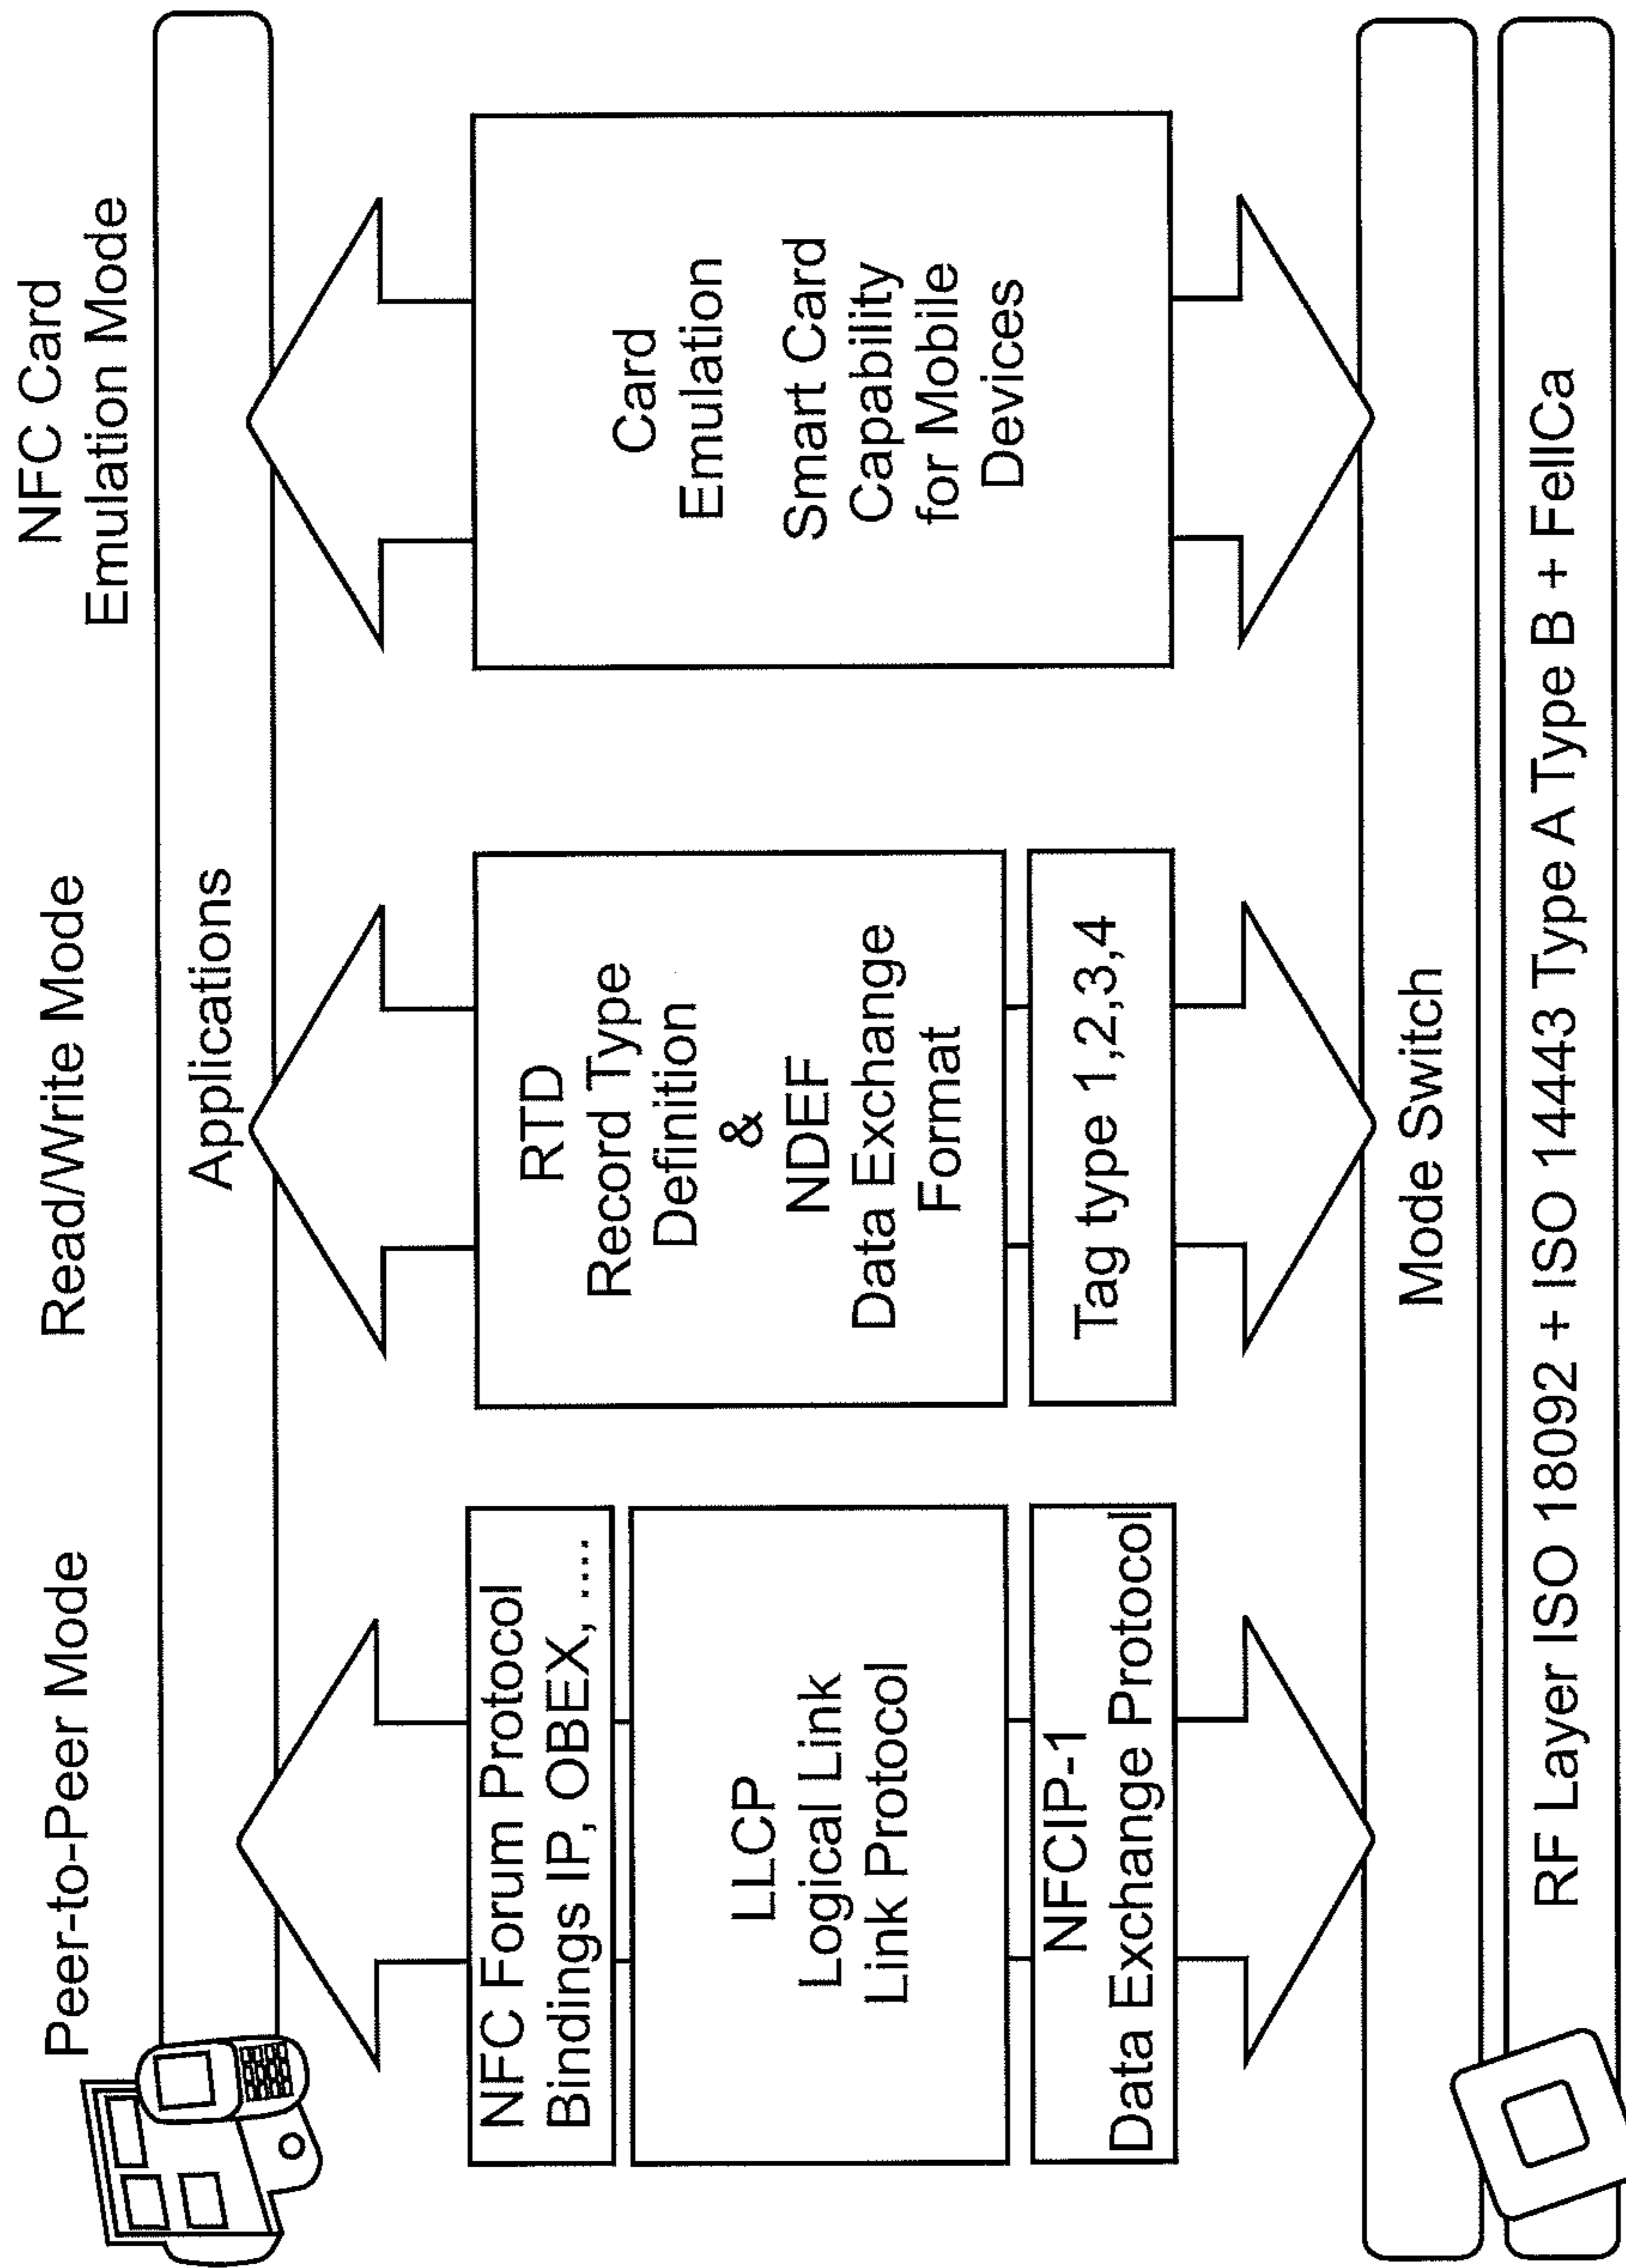 Peer-to-Peer Mode
Read/Write Mode
NFC Card
Emulation Mode
Applications
NFC Forum Protocol
Bindings IP, OBEX, ....
LLCP
Logical Link
Link Protocol
NFCIP-1
Data Exchange Protocol
RTD
Record Type
Definition
&
NDEF
Data Exchange
Format
Tag type 1,2,3,4
Card
Emulation
Smart Card
Capability
for Mobile
Devices
Mode Switch
RF Layer ISO 18092 + ISO 14443 Type A Type B + FellCa